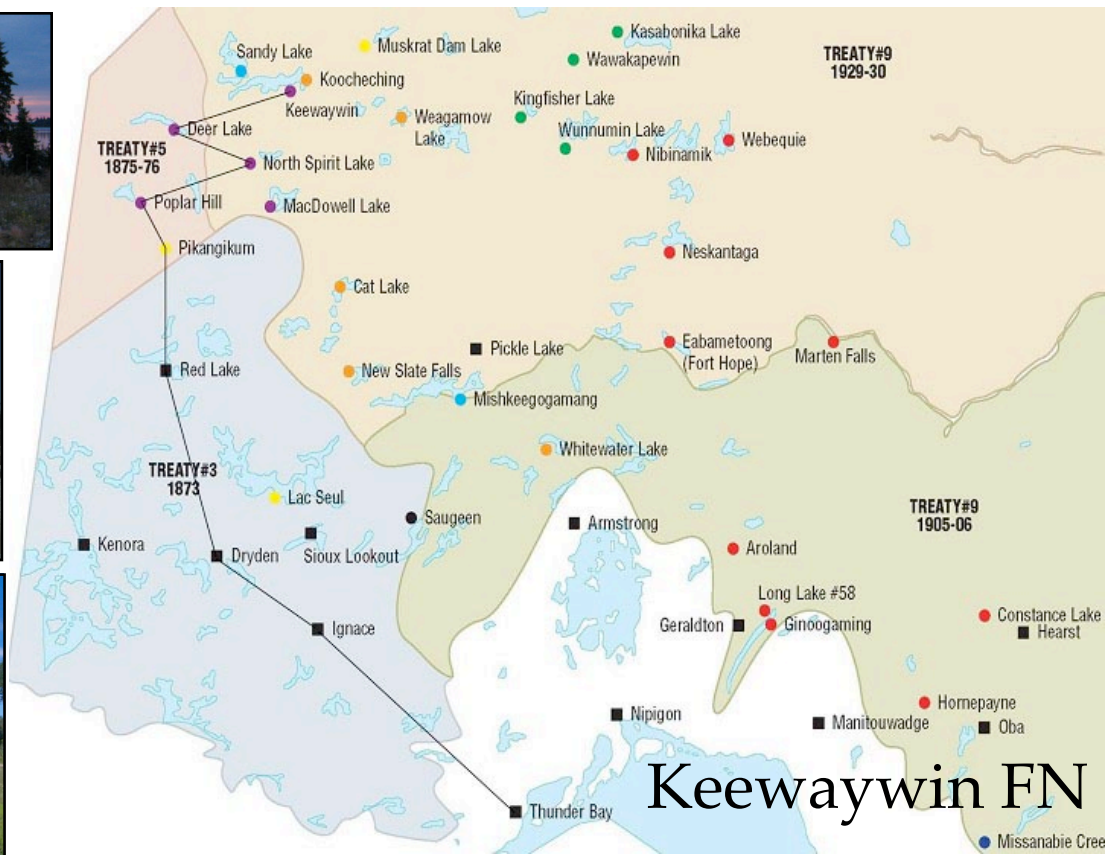 Sandy Lake
Muskrat Dam Lake
Kasabonika Lake
Wawakapewin
TREATY#9
1929-30
Koocheching
Keewaywin
Kingfisher Lake
Weagamow
Lake
Deer Lake
Wunnumin Lake
Webequie
Nibinamik
TREATY#5
1875-76
North Spirit Lake
Poplar Hill
MacDowell Lake
Pikangikum
Neskantaga
Cat Lake
Pickle Lake
Eabametoong
(Fort Hope)
Marten Falls
Red Lake
New Slate Falls
Mishkeegogamang
Whitewater Lake
TREATY#3
1873
Lac Seul
TREATY#9
1905-06
Saugeen
Armstrong
Kenora
Dryden
Sioux Lookout
Aroland
Long Lake #58
Geraldton
Ginoogaming
Constance Lake
Hearst
Ignace
Hornepayne
Nipigon
Manitouwadge
Oba
Keewaywin FN
Thunder Bay
Missanabie Cree